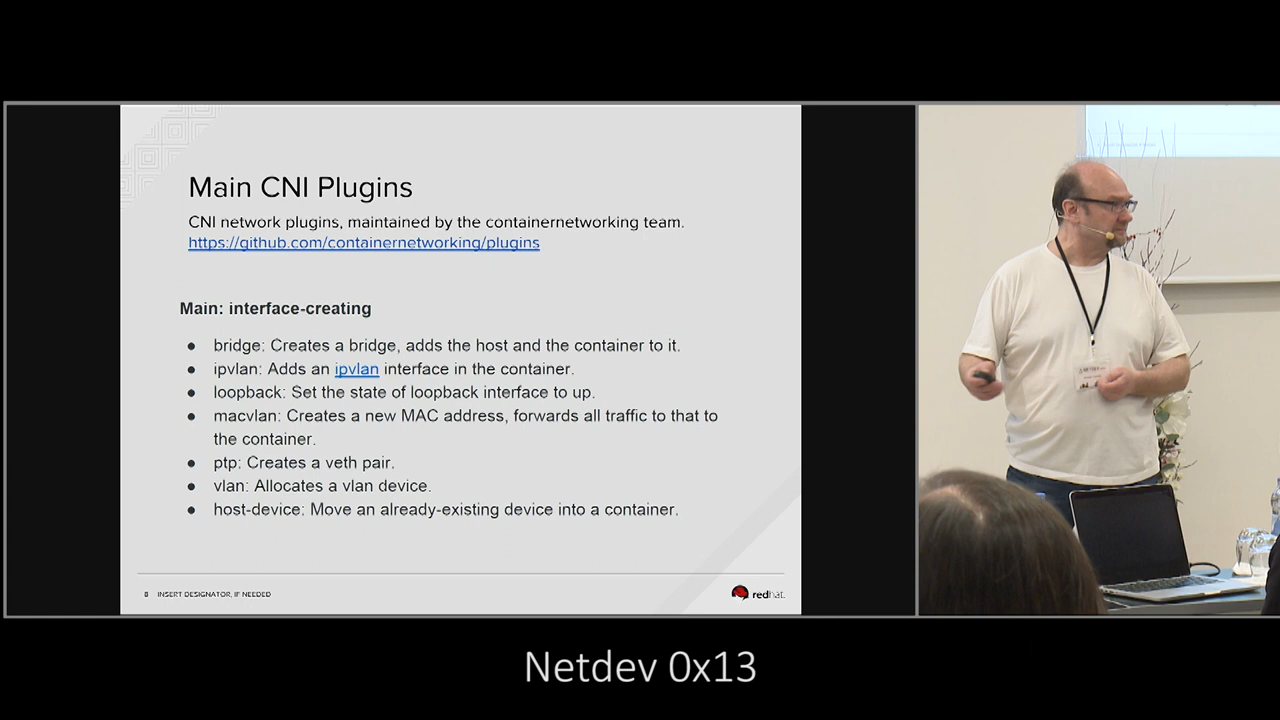 Main CNI Plugins
CNI network plugins, maintained by the containernetworking team.
https://github.com/containernetworking/plugins
Main: interface-creating
● bridge: Creates a bridge, adds the host and the container to it.
● ipvlan: Adds an ipvlan interface in the container.
● loopback: Set the state of loopback interface to up.
● macvlan: Creates a new MAC address, forwards all traffic to that to
the container.
● ptp: Creates a veth pair.
● vlan: Allocates a vlan device.
● host-device: Move an already-existing device into a container.
8 INSERT DESIGNATOR, IF NEEDED
redhat.
Netdev 0x13